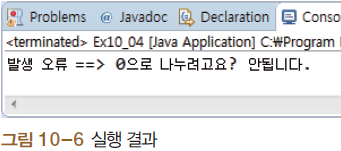 Problems @ Javadoc Declaration Conso
<terminated> Ex10_04 [Java Application] C:₩Program
발생 오류 ==> 0으로 나누려고요? 안됩니다.
그림 10-6 실행 결과